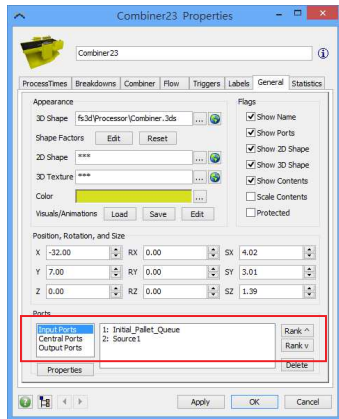 Combiner23 Properties
Combiner23
ProcessTimes Breakdowns Combiner Flow Triggers Labels General Statistics
Appearance
3D Shape fs3d\Processor\Combiner.3ds ...
Shape Factors Edit Reset
2D Shape *** ...
3D Texture *** ...
Color ...
Visuals/Animations Load Save Edit
Flags
Show Name
Show Ports
Show 2D Shape
Show 3D Shape
Show Contents
Scale Contents
Protected
Position, Rotation, and Size
X -32.00 RX 0.00 SX 4.02
Y 7.00 RY 0.00 SY 3.01
Z 0.00 RZ 0.00 SZ 1.39
Ports
Input Ports
Central Ports
Output Ports
Properties
1: Initial_Pallet_Queue
2: Source1
Rank ^
Rank v
Delete
Apply OK Cancel